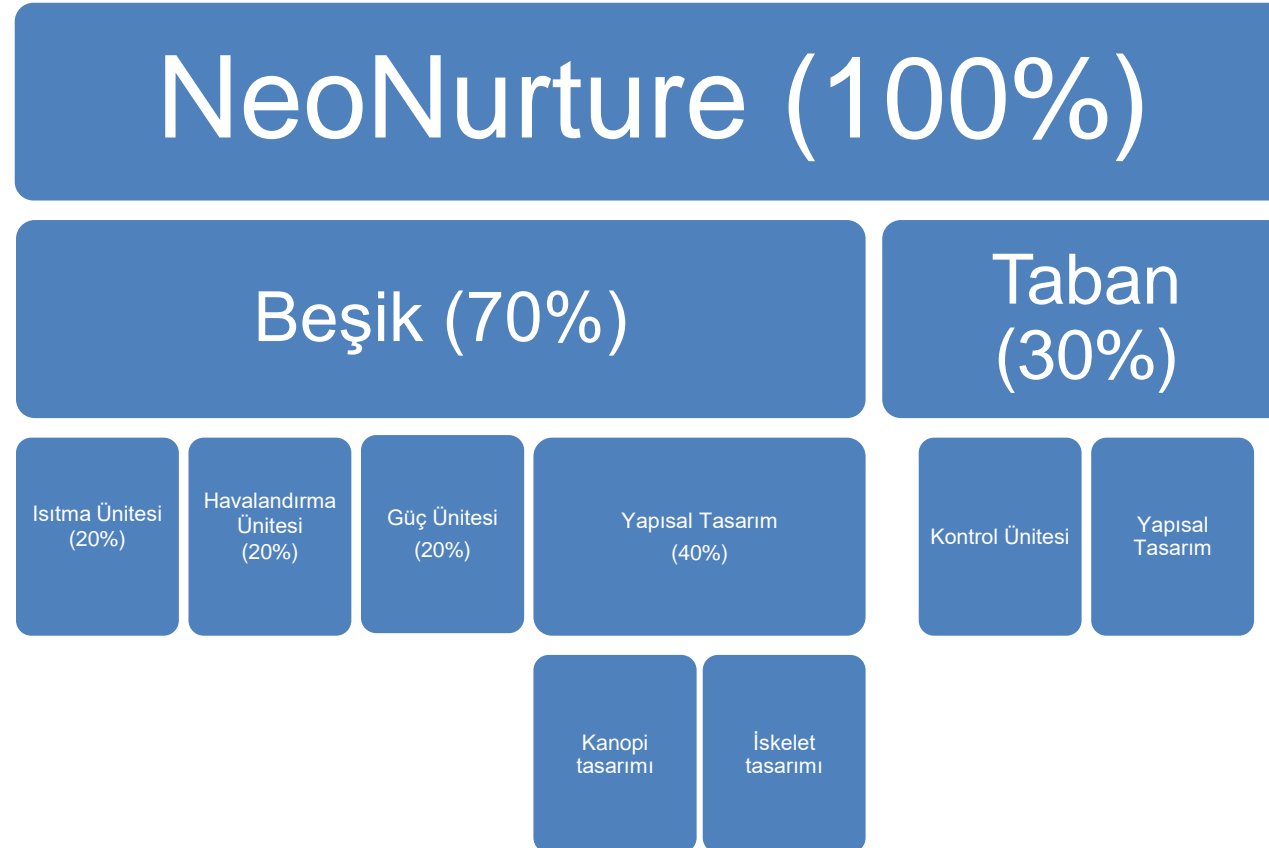 NeoNurture (100%)
Beşik (70%)
Taban
(30%)
Isıtma Ünitesi
(20%)
Havalandırma
Ünitesi
(20%)
Güç Ünitesi
(20%)
Yapısal Tasarım
(40%)
Kontrol Ünitesi
Yapısal
Tasarım
Kanopi
tasarımı
İskelet
tasarımı